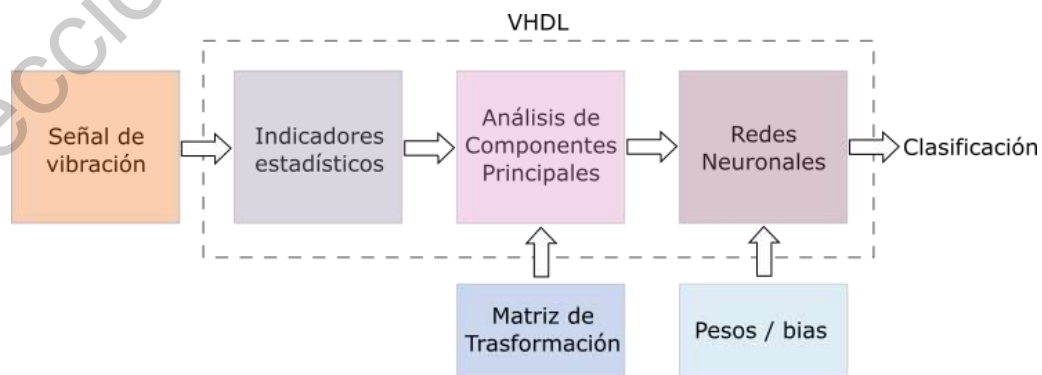 VHDL
Señal de
vibración
Indicadores
estadísticos
Análisis de
Componentes
Principales
Redes
Neuronales
Clasificación
Matriz de
Trasformación
Pesos / bias